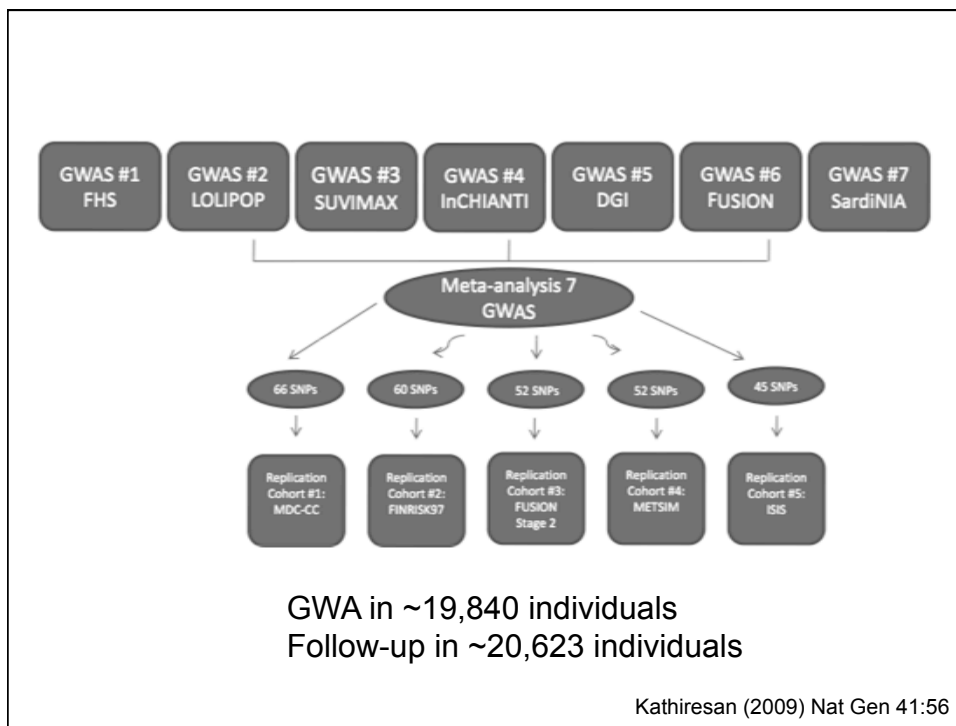 GWAS #1
FHS
GWAS #2
LOLIPOP
GWAS #3
SUVIMAX
GWAS #4
InCHIANTI
GWAS #5
DGI
GWAS #6
FUSION
GWAS #7
SardiNIA
Meta-analysis 7
GWAS
66 SNPs
60 SNPs
52 SNPs
52 SNPs
45 SNPs
Replication
Cohort #1:
MDC-CC
Replication
Cohort #2:
FINRISK97
Replication
Cohort #3:
FUSION
Stage 2
Replication
Cohort #4:
METSIM
Replication
Cohort #5:
ISIS
GWA in ~19,840 individuals
Follow-up in ~20,623 individuals
Kathiresan (2009) Nat Gen 41:56